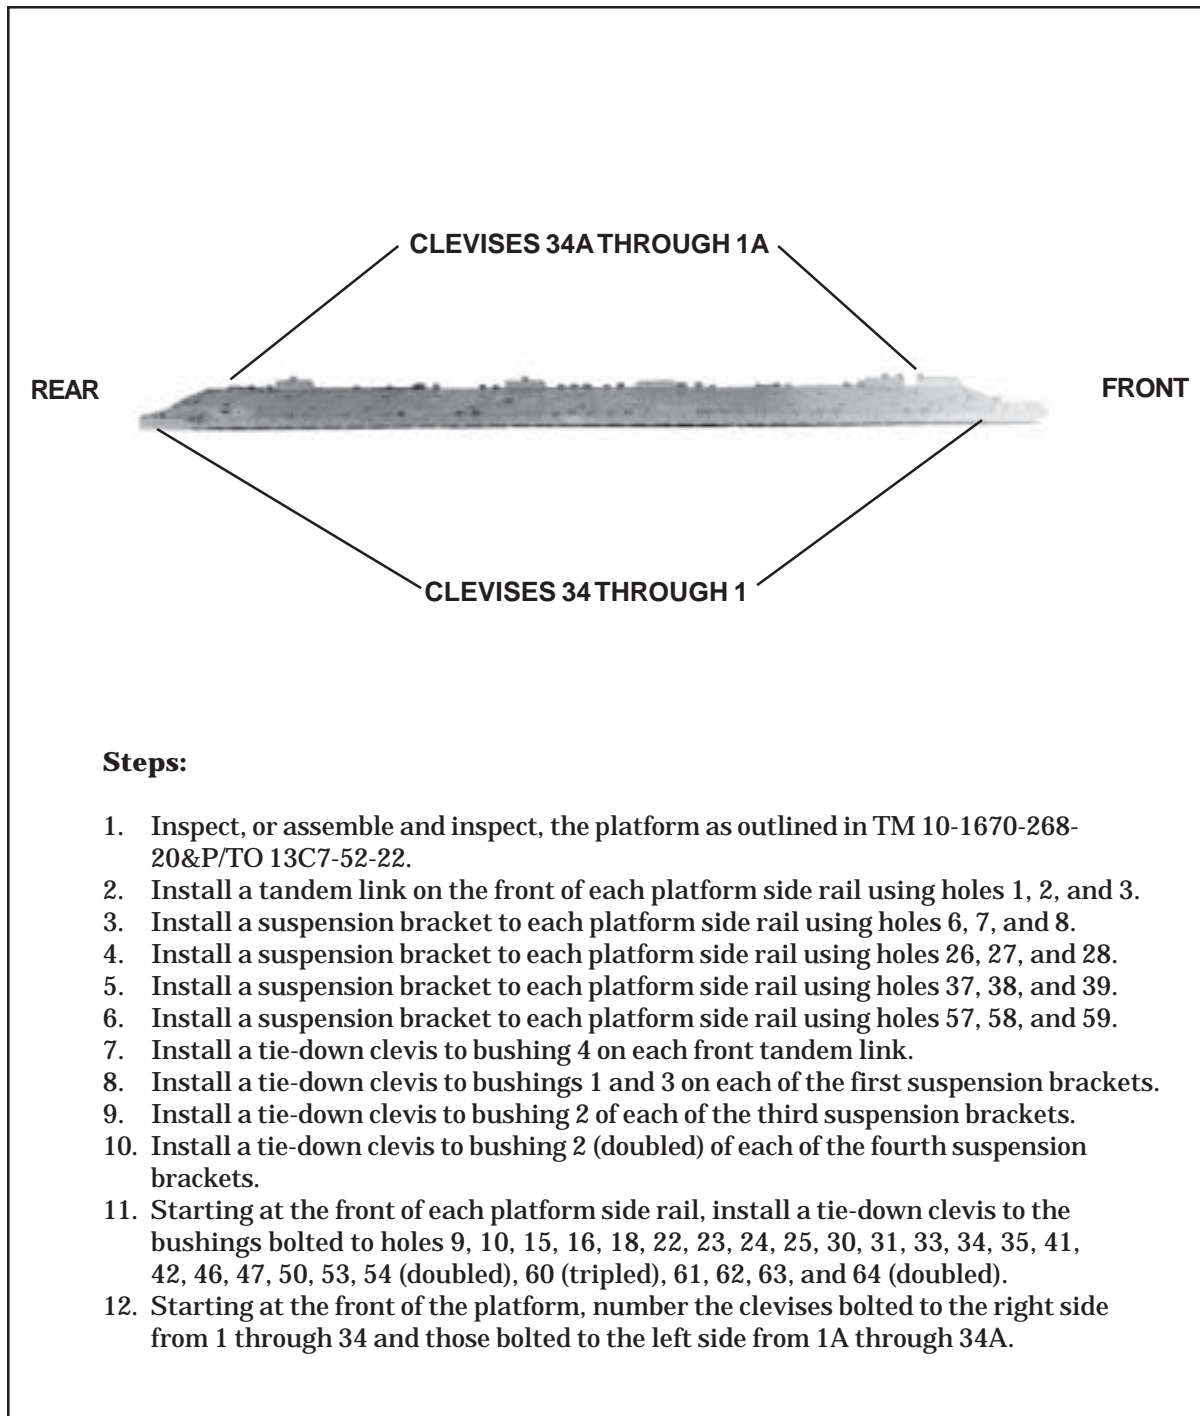 CLEVISES 34A THROUGH 1A
REAR
FRONT
CLEVISES 34 THROUGH 1
Steps:
1. Inspect, or assemble and inspect, the platform as outlined in TM 10-1670-268-
20&P/TO 13C7-52-22.
2. Install a tandem link on the front of each platform side rail using holes 1, 2, and 3.
3. Install a suspension bracket to each platform side rail using holes 6, 7, and 8.
4. Install a suspension bracket to each platform side rail using holes 26, 27, and 28.
5. Install a suspension bracket to each platform side rail using holes 37, 38, and 39.
6. Install a suspension bracket to each platform side rail using holes 57, 58, and 59.
7. Install a tie-down clevis to bushing 4 on each front tandem link.
8. Install a tie-down clevis to bushings 1 and 3 on each of the first suspension brackets.
9. Install a tie-down clevis to bushing 2 of each of the third suspension brackets.
10. Install a tie-down clevis to bushing 2 (doubled) of each of the fourth suspension
brackets.
11. Starting at the front of each platform side rail, install a tie-down clevis to the
bushings bolted to holes 9, 10, 15, 16, 18, 22, 23, 24, 25, 30, 31, 33, 34, 35, 41,
42, 46, 47, 50, 53, 54 (doubled), 60 (tripled), 61, 62, 63, and 64 (doubled).
12. Starting at the front of the platform, number the clevises bolted to the right side
from 1 through 34 and those bolted to the left side from 1A through 34A.